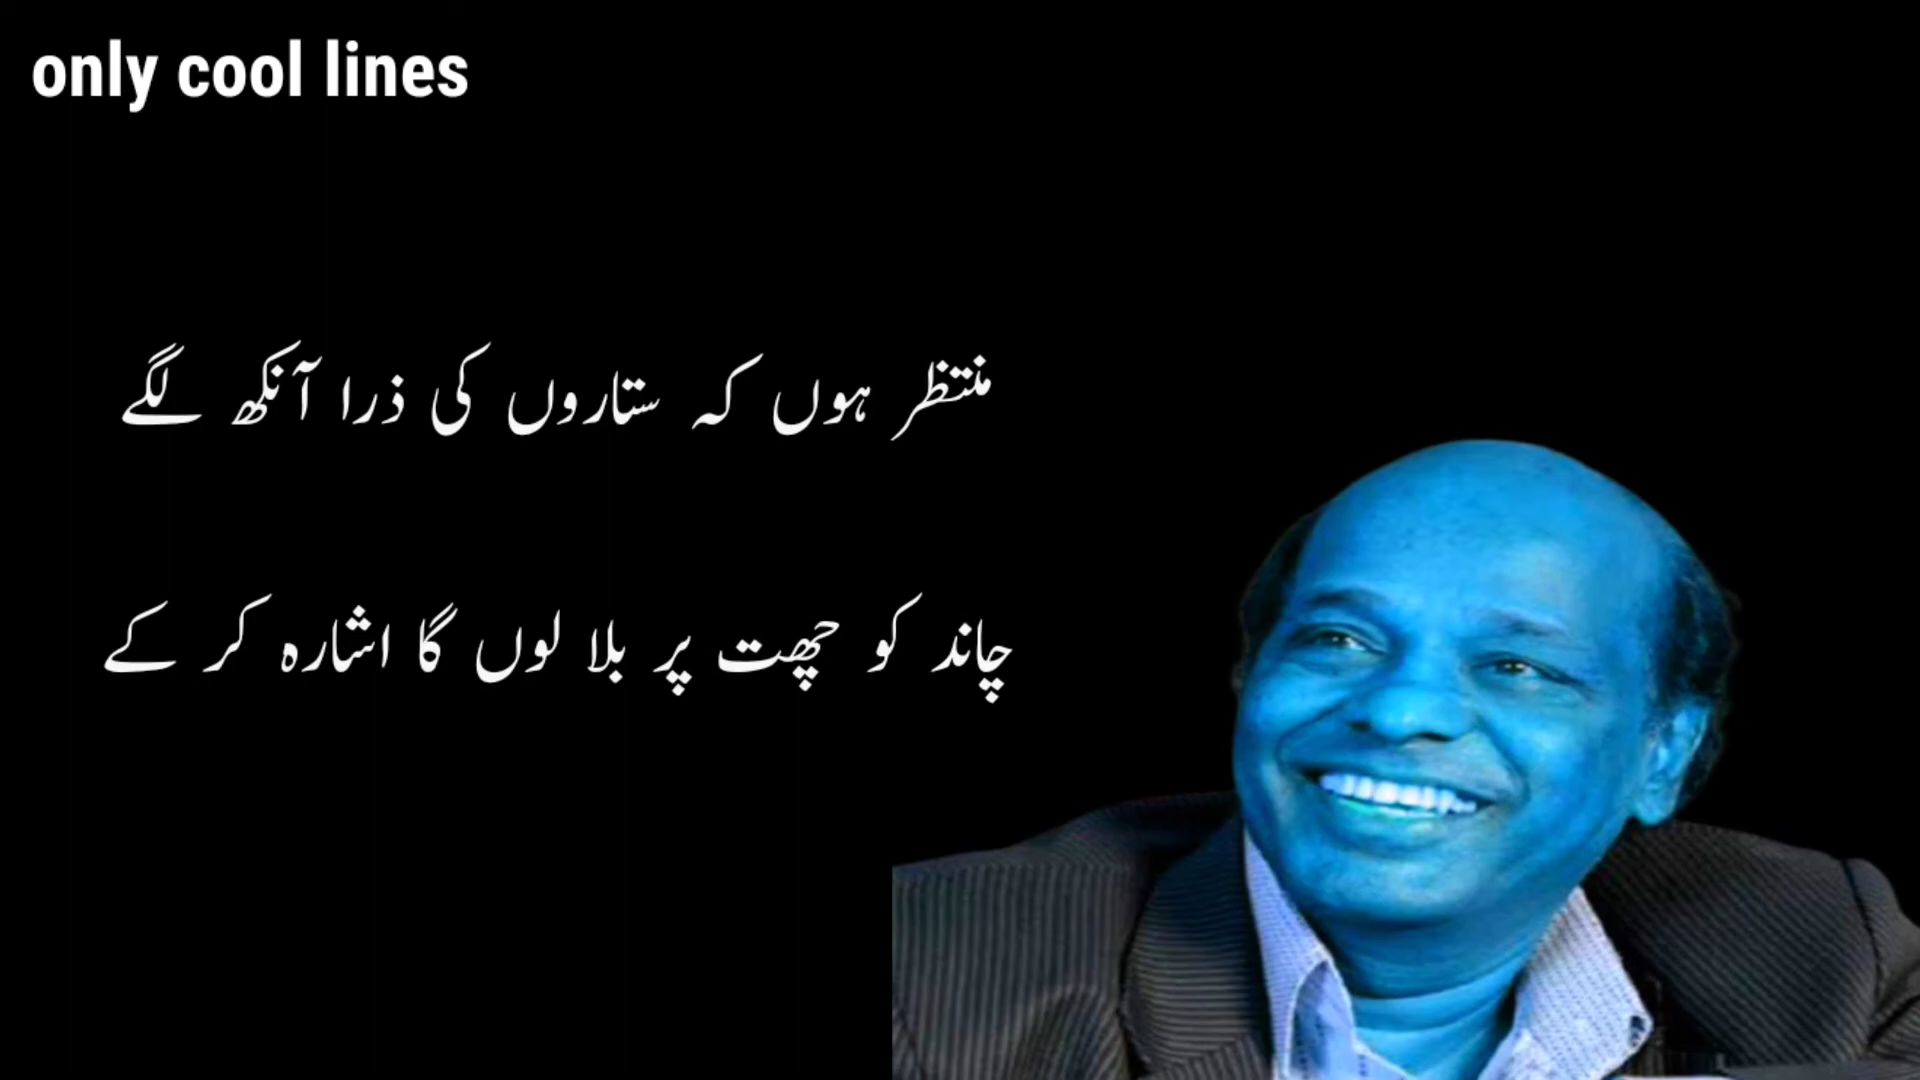 only cool lines
منتظر ہوں کہ ستاروں کی ذرا آنکھ لگے
چاند کو چھت پر بلا لوں گا اشارہ کر کے